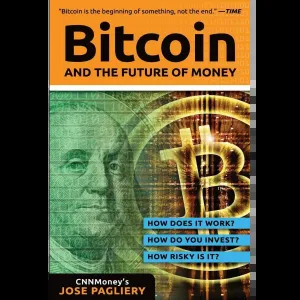 "Bitcoin is the beginning of something, not the end." —TIME
Bitcoin
AND THE FUTURE OF MONEY
HOW DOES IT WORK?
HOW DO YOU INVEST?
HOW RISKY IS IT?
CNNMoney's
JOSE PAGLIERY